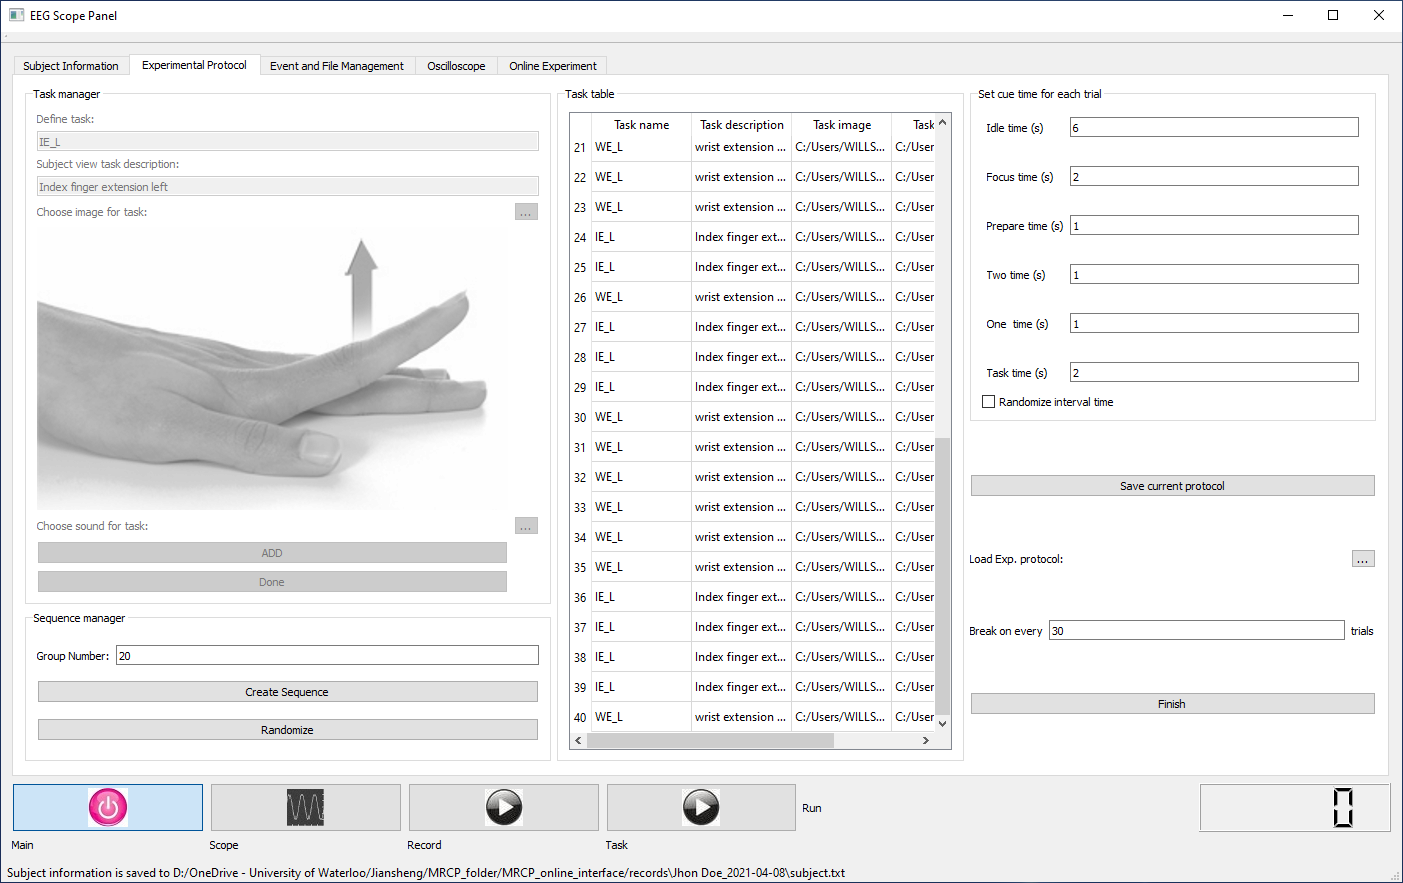 EEG Scope Panel
Subject Information Experimental Protocol Event and File Management Oscilloscope Online Experiment
Task manager
Define task:
IE_L
Subject view task description:
Index finger extension left
Choose image for task: ...
Choose sound for task: ...
ADD
Done
Sequence manager
Group Number: 20
Create Sequence
Randomize
Task table
Task name Task description Task image Task
21 WE_L wrist extension ... C:/Users/WILLS... C:/User
22 WE_L wrist extension ... C:/Users/WILLS... C:/User
23 WE_L wrist extension ... C:/Users/WILLS... C:/User
24 IE_L Index finger ext... C:/Users/WILLS... C:/User
25 IE_L Index finger ext... C:/Users/WILLS... C:/User
26 WE_L wrist extension ... C:/Users/WILLS... C:/User
27 IE_L Index finger ext... C:/Users/WILLS... C:/User
28 IE_L Index finger ext... C:/Users/WILLS... C:/User
29 IE_L Index finger ext... C:/Users/WILLS... C:/User
30 WE_L wrist extension ... C:/Users/WILLS... C:/User
31 WE_L wrist extension ... C:/Users/WILLS... C:/User
32 WE_L wrist extension ... C:/Users/WILLS... C:/User
33 WE_L wrist extension ... C:/Users/WILLS... C:/User
34 WE_L wrist extension ... C:/Users/WILLS... C:/User
35 WE_L wrist extension ... C:/Users/WILLS... C:/User
36 IE_L Index finger ext... C:/Users/WILLS... C:/User
37 IE_L Index finger ext... C:/Users/WILLS... C:/User
38 IE_L Index finger ext... C:/Users/WILLS... C:/User
39 IE_L Index finger ext... C:/Users/WILLS... C:/User
40 WE_L wrist extension ... C:/Users/WILLS... C:/User
Set cue time for each trial
Idle time (s) 6
Focus time (s) 2
Prepare time (s) 1
Two time (s) 1
One time (s) 1
Task time (s) 2
Randomize interval time
Save current protocol
Load Exp. protocol: ...
Break on every 30 trials
Finish
Run
0
Main Scope Record Task
Subject information is saved to D:/OneDrive - University of Waterloo/Jiansheng/MRCP_folder/MRCP_online_interface/records\Jhon Doe_2021-04-08\subject.txt